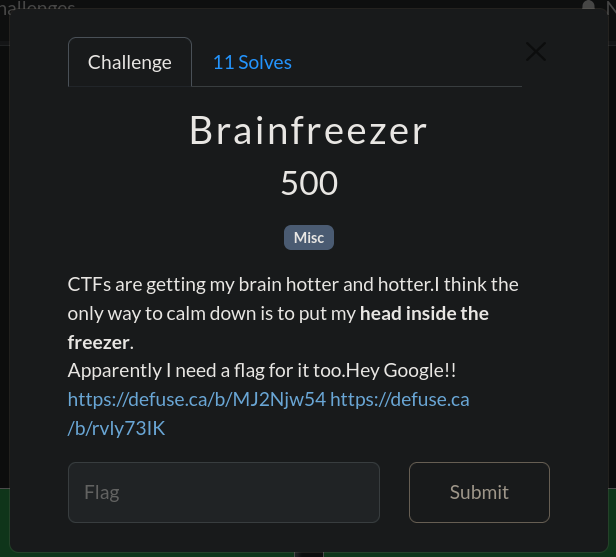 Challenges
N
Challenge
11 Solves
Brainfreezer
500
Misc
CTFs are getting my brain hotter and hotter.I think the
only way to calm down is to put my head inside the
freezer.
Apparently I need a flag for it too.Hey Google!!
https://defuse.ca/b/MJ2Njw54 https://defuse.ca
/b/rvly73IK
Flag
Submit